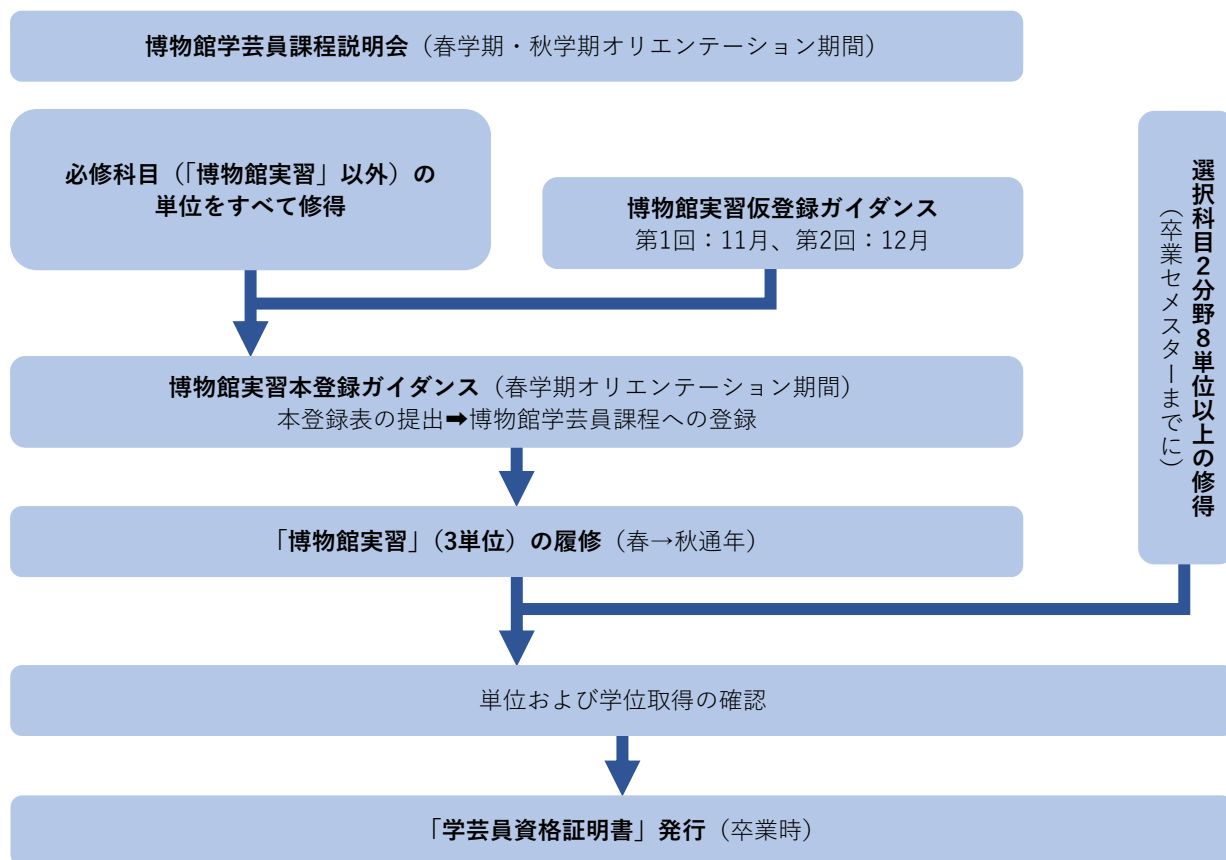 博物館学芸員課程説明会（春学期・秋学期オリエンテーション期間）
必修科目（「博物館実習」以外）の
単位をすべて修得
博物館実習仮登録ガイダンス
第1回：11月、第2回：12月
選択科目2分野8単位以上の修得
（卒業セメスターまでに）
博物館実習本登録ガイダンス（春学期オリエンテーション期間）
本登録表の提出➡博物館学芸員課程への登録
「博物館実習」（3単位）の履修（春→秋通年）
単位および学位取得の確認
「学芸員資格証明書」発行（卒業時）